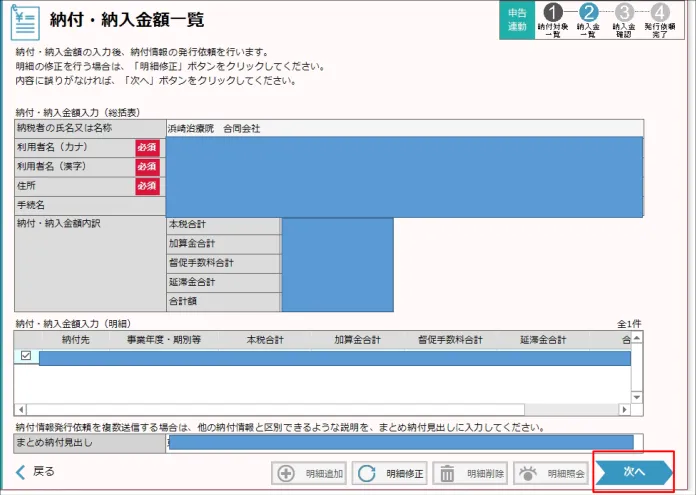 納付・納入金額一覧
申告連動
1 2 3 4
納付対象一覧 納入金一覧 納入金確認 発行依頼完了
納付・納入金額の入力後、納付情報の発行依頼を行います。
明細の修正を行う場合は、「明細修正」ボタンをクリックしてください。
内容に誤りがなければ、「次へ」ボタンをクリックしてください。
納付・納入金額入力（総括表）
納税者の氏名又は名称 浜崎治療院 合同会社
利用者名（カナ） 必須
利用者名（漢字） 必須
住所 必須
手続名
納付・納入金額内訳 本税合計
加算金合計
督促手数料合計
延滞金合計
合計額
納付・納入金額入力（明細） 全1件
納付先 事業年度・期別等 本税合計 加算金合計 督促手数料合計 延滞金合計 合
納付情報発行依頼を複数送信する場合は、他の納付情報と区別できるような説明を、まとめ納付見出しに入力してください。
まとめ納付見出し
戻る 明細追加 明細修正 明細削除 明細照会 次へ